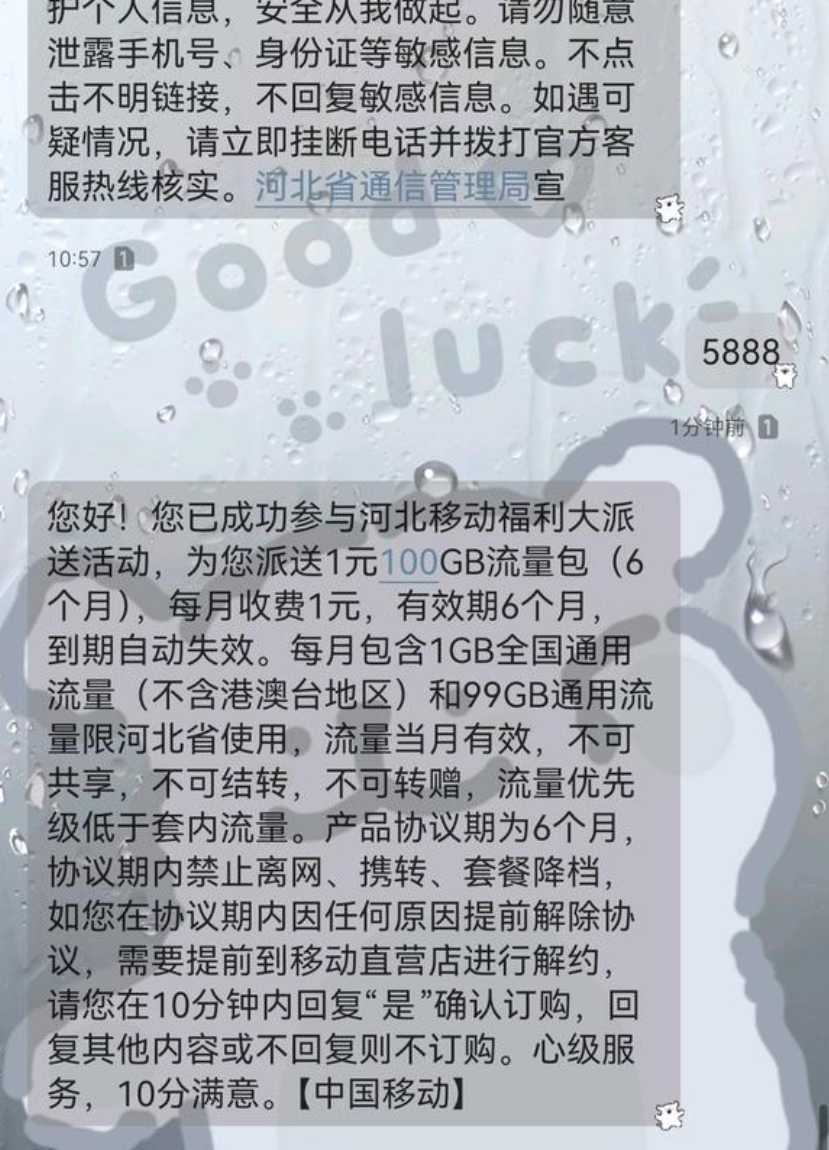 护个人信息，安全从我做起。请勿随意
泄露手机号、身份证等敏感信息。不点
击不明链接，不回复敏感信息。如遇可
疑情况，请立即挂断电话并拨打官方客
服热线核实。河北省通信管理局宣
10:57 1
Good
luck
5888
1分钟前 1
您好！您已成功参与河北移动福利大派
送活动，为您派送1元100GB流量包（6
个月），每月收费1元，有效期6个月，
到期自动失效。每月包含1GB全国通用
流量（不含港澳台地区）和99GB通用流
量限河北省使用，流量当月有效，不可
共享，不可结转，不可转赠，流量优先
级低于套内流量。产品协议期为6个月，
协议期内禁止离网、携转、套餐降档，
如您在协议期内因任何原因提前解除协
议，需要提前到移动直营店进行解约，
请您在10分钟内回复“是”确认订购，回
复其他内容或不回复则不订购。心级服
务，10分满意。【中国移动】